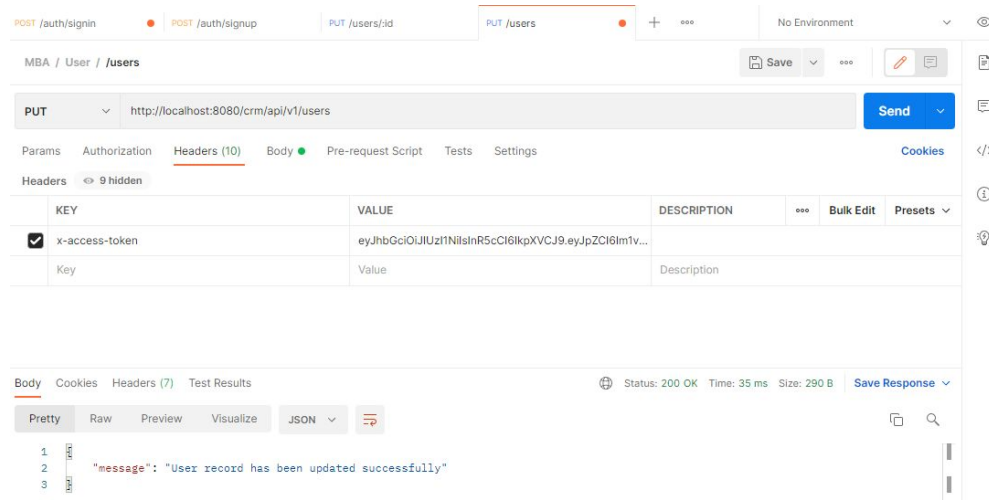 POST /auth/signin POST /auth/signup PUT /users/:id PUT /users No Environment
MBA / User / /users Save
PUT http://localhost:8080/crm/api/v1/users Send
Params Authorization Headers (10) Body Pre-request Script Tests Settings Cookies
Headers 9 hidden
KEY VALUE DESCRIPTION Bulk Edit Presets
x-access-token eyJhbGciOiJIUzI1NiIsInR5cCI6IkpXVCJ9.eyJpZCI6Im1v...
Key Value Description
Body Cookies Headers (7) Test Results Status: 200 OK Time: 35 ms Size: 290 B Save Response
Pretty Raw Preview Visualize JSON
1 {
2 "message": "User record has been updated successfully"
3 }